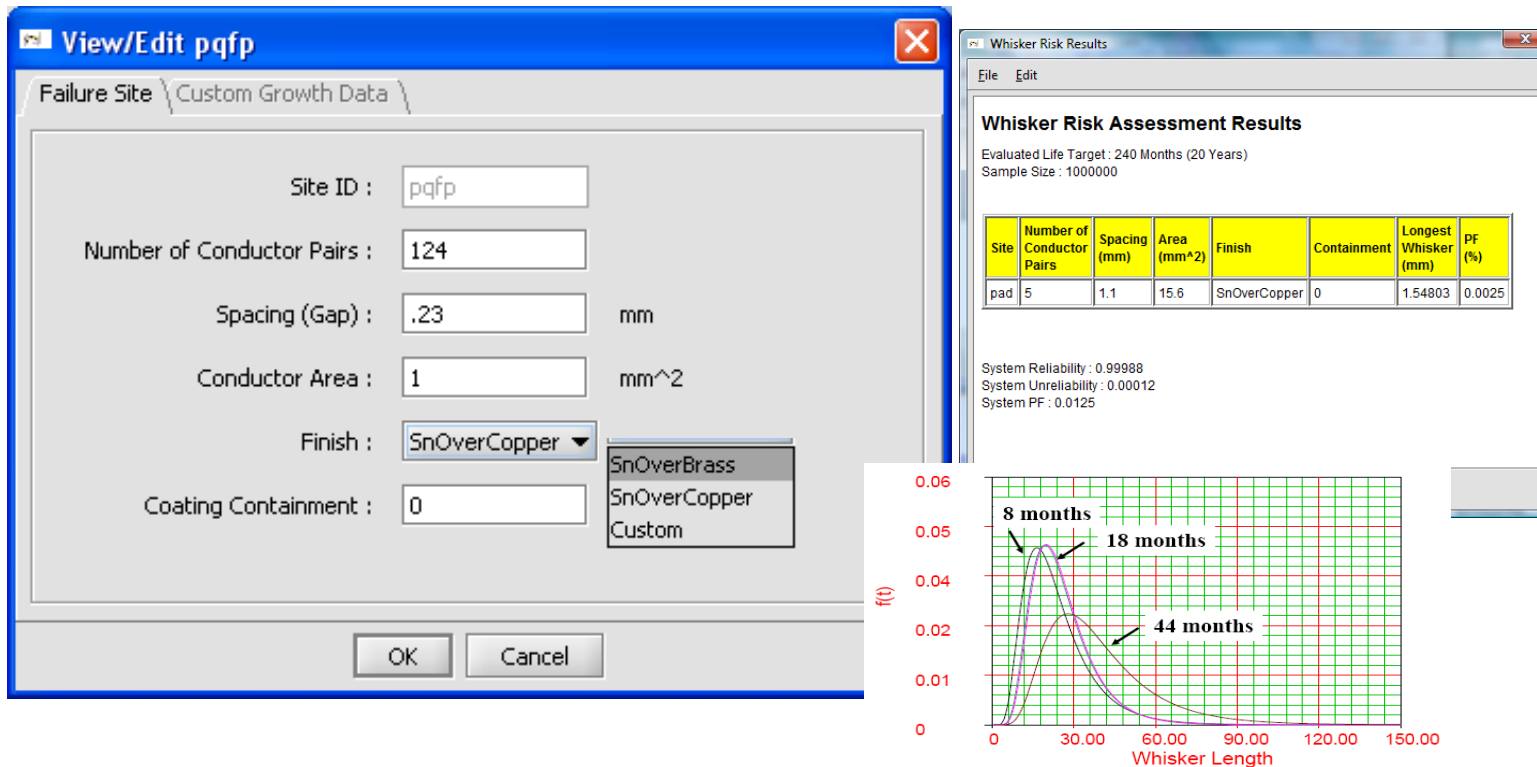 View/Edit pqfp
Failure Site
Custom Growth Data
Site ID :
pqfp
Number of Conductor Pairs :
124
Spacing (Gap) :
.23
mm
Conductor Area :
1
mm^2
Finish :
SnOverCopper
SnOverBrass
SnOverCopper
Custom
Coating Containment :
0
OK
Cancel
Whisker Risk Results
File Edit
Whisker Risk Assessment Results
Evaluated Life Target : 240 Months (20 Years)
Sample Size : 1000000
Site
Number of
Conductor
Pairs
Spacing
(mm)
Area
(mm^2)
Finish
Containment
Longest
Whisker
(mm)
PF
(%)
pad 5 1.1 15.6 SnOverCopper 0 1.54803 0.0025
System Reliability : 0.99988
System Unreliability : 0.00012
System PF : 0.0125
0.06
0.05
0.04
0.02
0.01
0
f(t)
8 months
18 months
44 months
0 30.00 60.00 90.00 120.00 150.00
Whisker Length